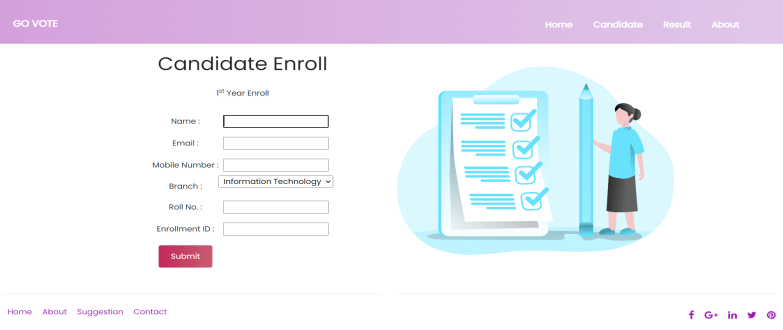 GO VOTE
Home Candidate Result About
Candidate Enroll
1st Year Enroll
Name :
Email :
Mobile Number :
Branch : Information Technology
Roll No. :
Enrollment ID :
Submit
Home About Suggestion Contact